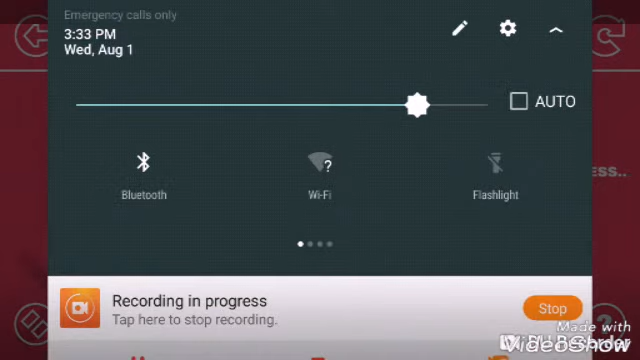 Emergency calls only
3:33 PM
Wed, Aug 1
AUTO
Bluetooth
?
Wi-Fi
Flashlight
ESS..
Recording in progress
Tap here to stop recording.
Stop
Made with
VideoShow